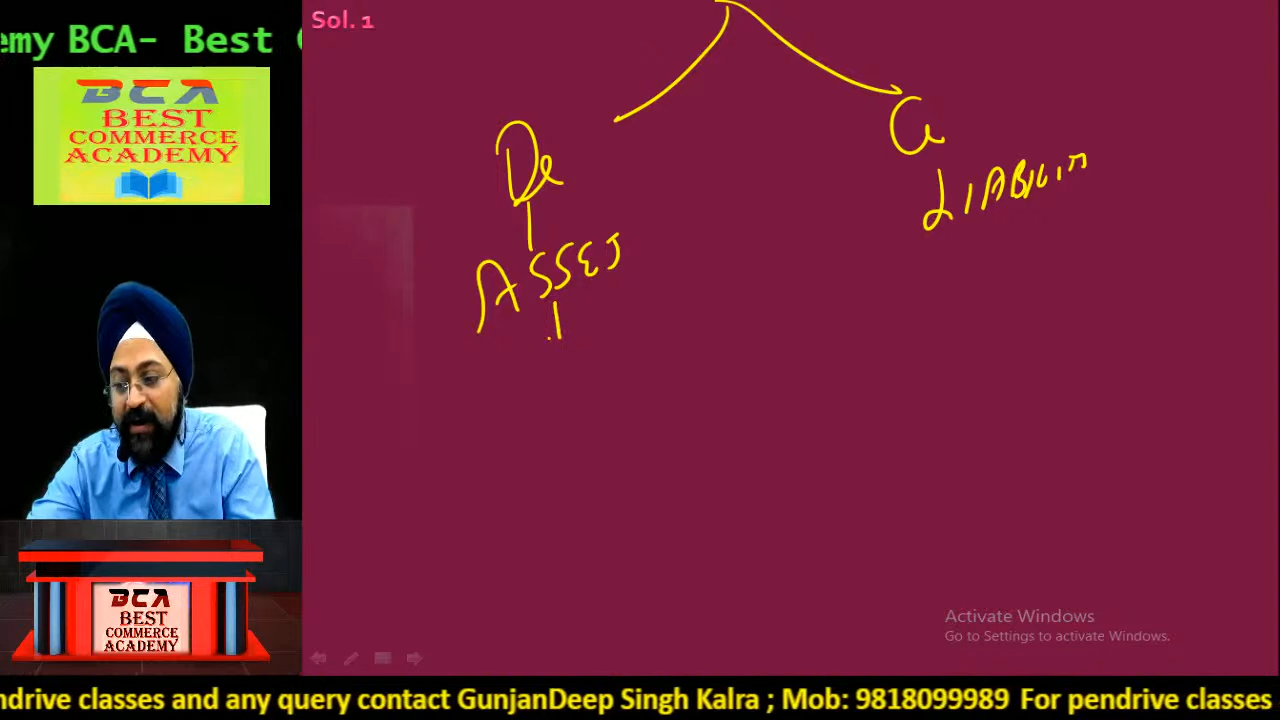 emy BCA- Best C
Sol. 1
BCA
BEST
COMMERCE
ACADEMY
Dr
Cr
LIABILIT
ASSET
BCA
BEST
COMMERCE
ACADEMY
Activate Windows
Go to Settings to activate Windows.
ndrive classes and any query contact GunjanDeep Singh Kalra ; Mob: 9818099989 For pendrive classes